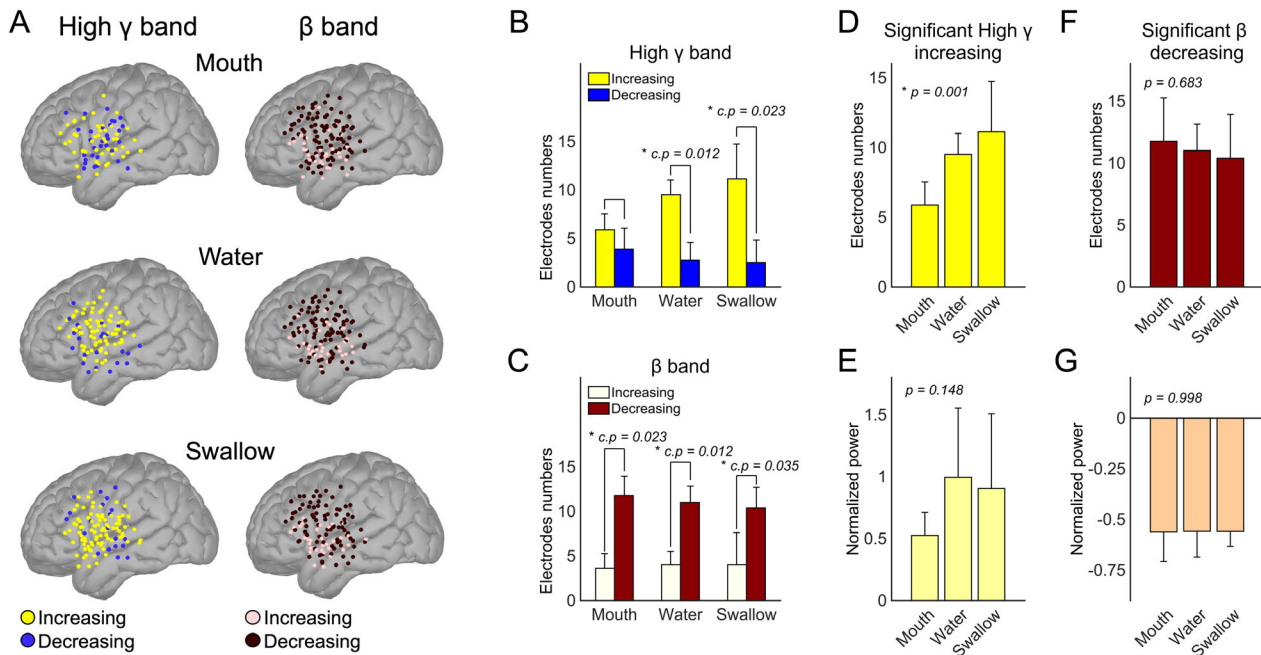 A
High γ band
β band
Mouth
Water
Swallow
Increasing
Decreasing
Increasing
Decreasing
B
High γ band
Increasing
Decreasing
Electrodes numbers
15
10
5
0
* c.p = 0.012
* c.p = 0.023
Mouth
Water
Swallow
C
β band
Increasing
Decreasing
Electrodes numbers
15
10
5
0
* c.p = 0.023
* c.p = 0.012
* c.p = 0.035
Mouth
Water
Swallow
D
Significant High γ
increasing
Electrodes numbers
15
10
5
0
* p = 0.001
Mouth
Water
Swallow
E
Normalized power
1.5
1
0.5
0
p = 0.148
Mouth
Water
Swallow
F
Significant β
decreasing
Electrodes numbers
15
10
5
0
p = 0.683
Mouth
Water
Swallow
G
Normalized power
p = 0.998
0
-0.25
-0.5
-0.75
Mouth
Water
Swallow